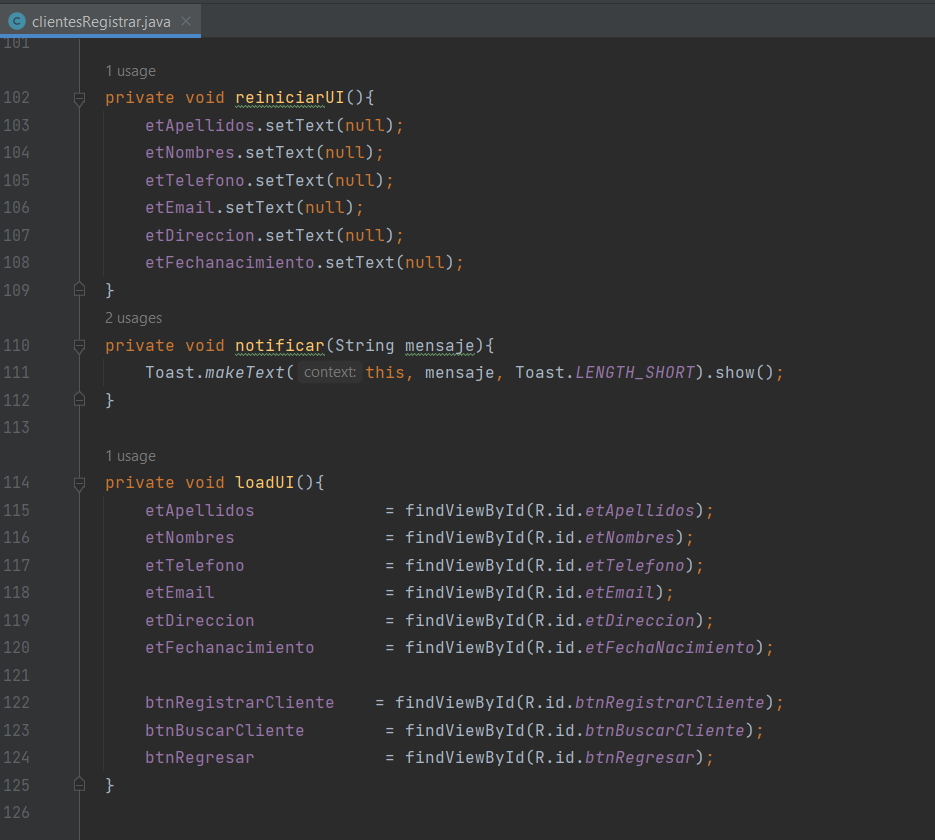 clientesRegistrar.java
101
1 usage
102 private void reiniciarUI(){
103 etApellidos.setText(null);
104 etNombres.setText(null);
105 etTelefono.setText(null);
106 etEmail.setText(null);
107 etDireccion.setText(null);
108 etFechanacimiento.setText(null);
109 }
2 usages
110 private void notificar(String mensaje){
111 Toast.makeText( context: this, mensaje, Toast.LENGTH_SHORT).show();
112 }
113
1 usage
114 private void loadUI(){
115 etApellidos = findViewById(R.id.etApellidos);
116 etNombres = findViewById(R.id.etNombres);
117 etTelefono = findViewById(R.id.etTelefono);
118 etEmail = findViewById(R.id.etEmail);
119 etDireccion = findViewById(R.id.etDireccion);
120 etFechanacimiento = findViewById(R.id.etFechaNacimiento);
121
122 btnRegistrarCliente = findViewById(R.id.btnRegistrarCliente);
123 btnBuscarCliente = findViewById(R.id.btnBuscarCliente);
124 btnRegresar = findViewById(R.id.btnRegresar);
125 }
126